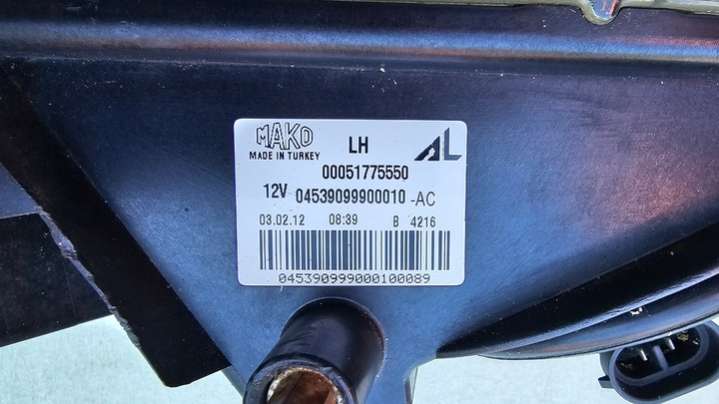 MAKO LH AL
MADE IN TURKEY
00051775550
12V 04539099900010 -AC
03.02.12 08:39 B 4216
045390999000100089